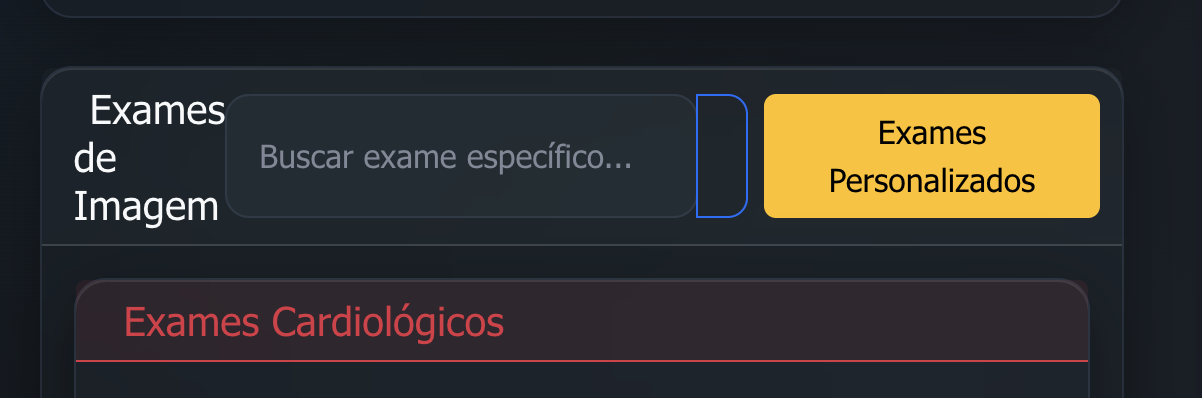 Exames
de
Imagem
Buscar exame específico...
Exames
Personalizados
Exames Cardiológicos